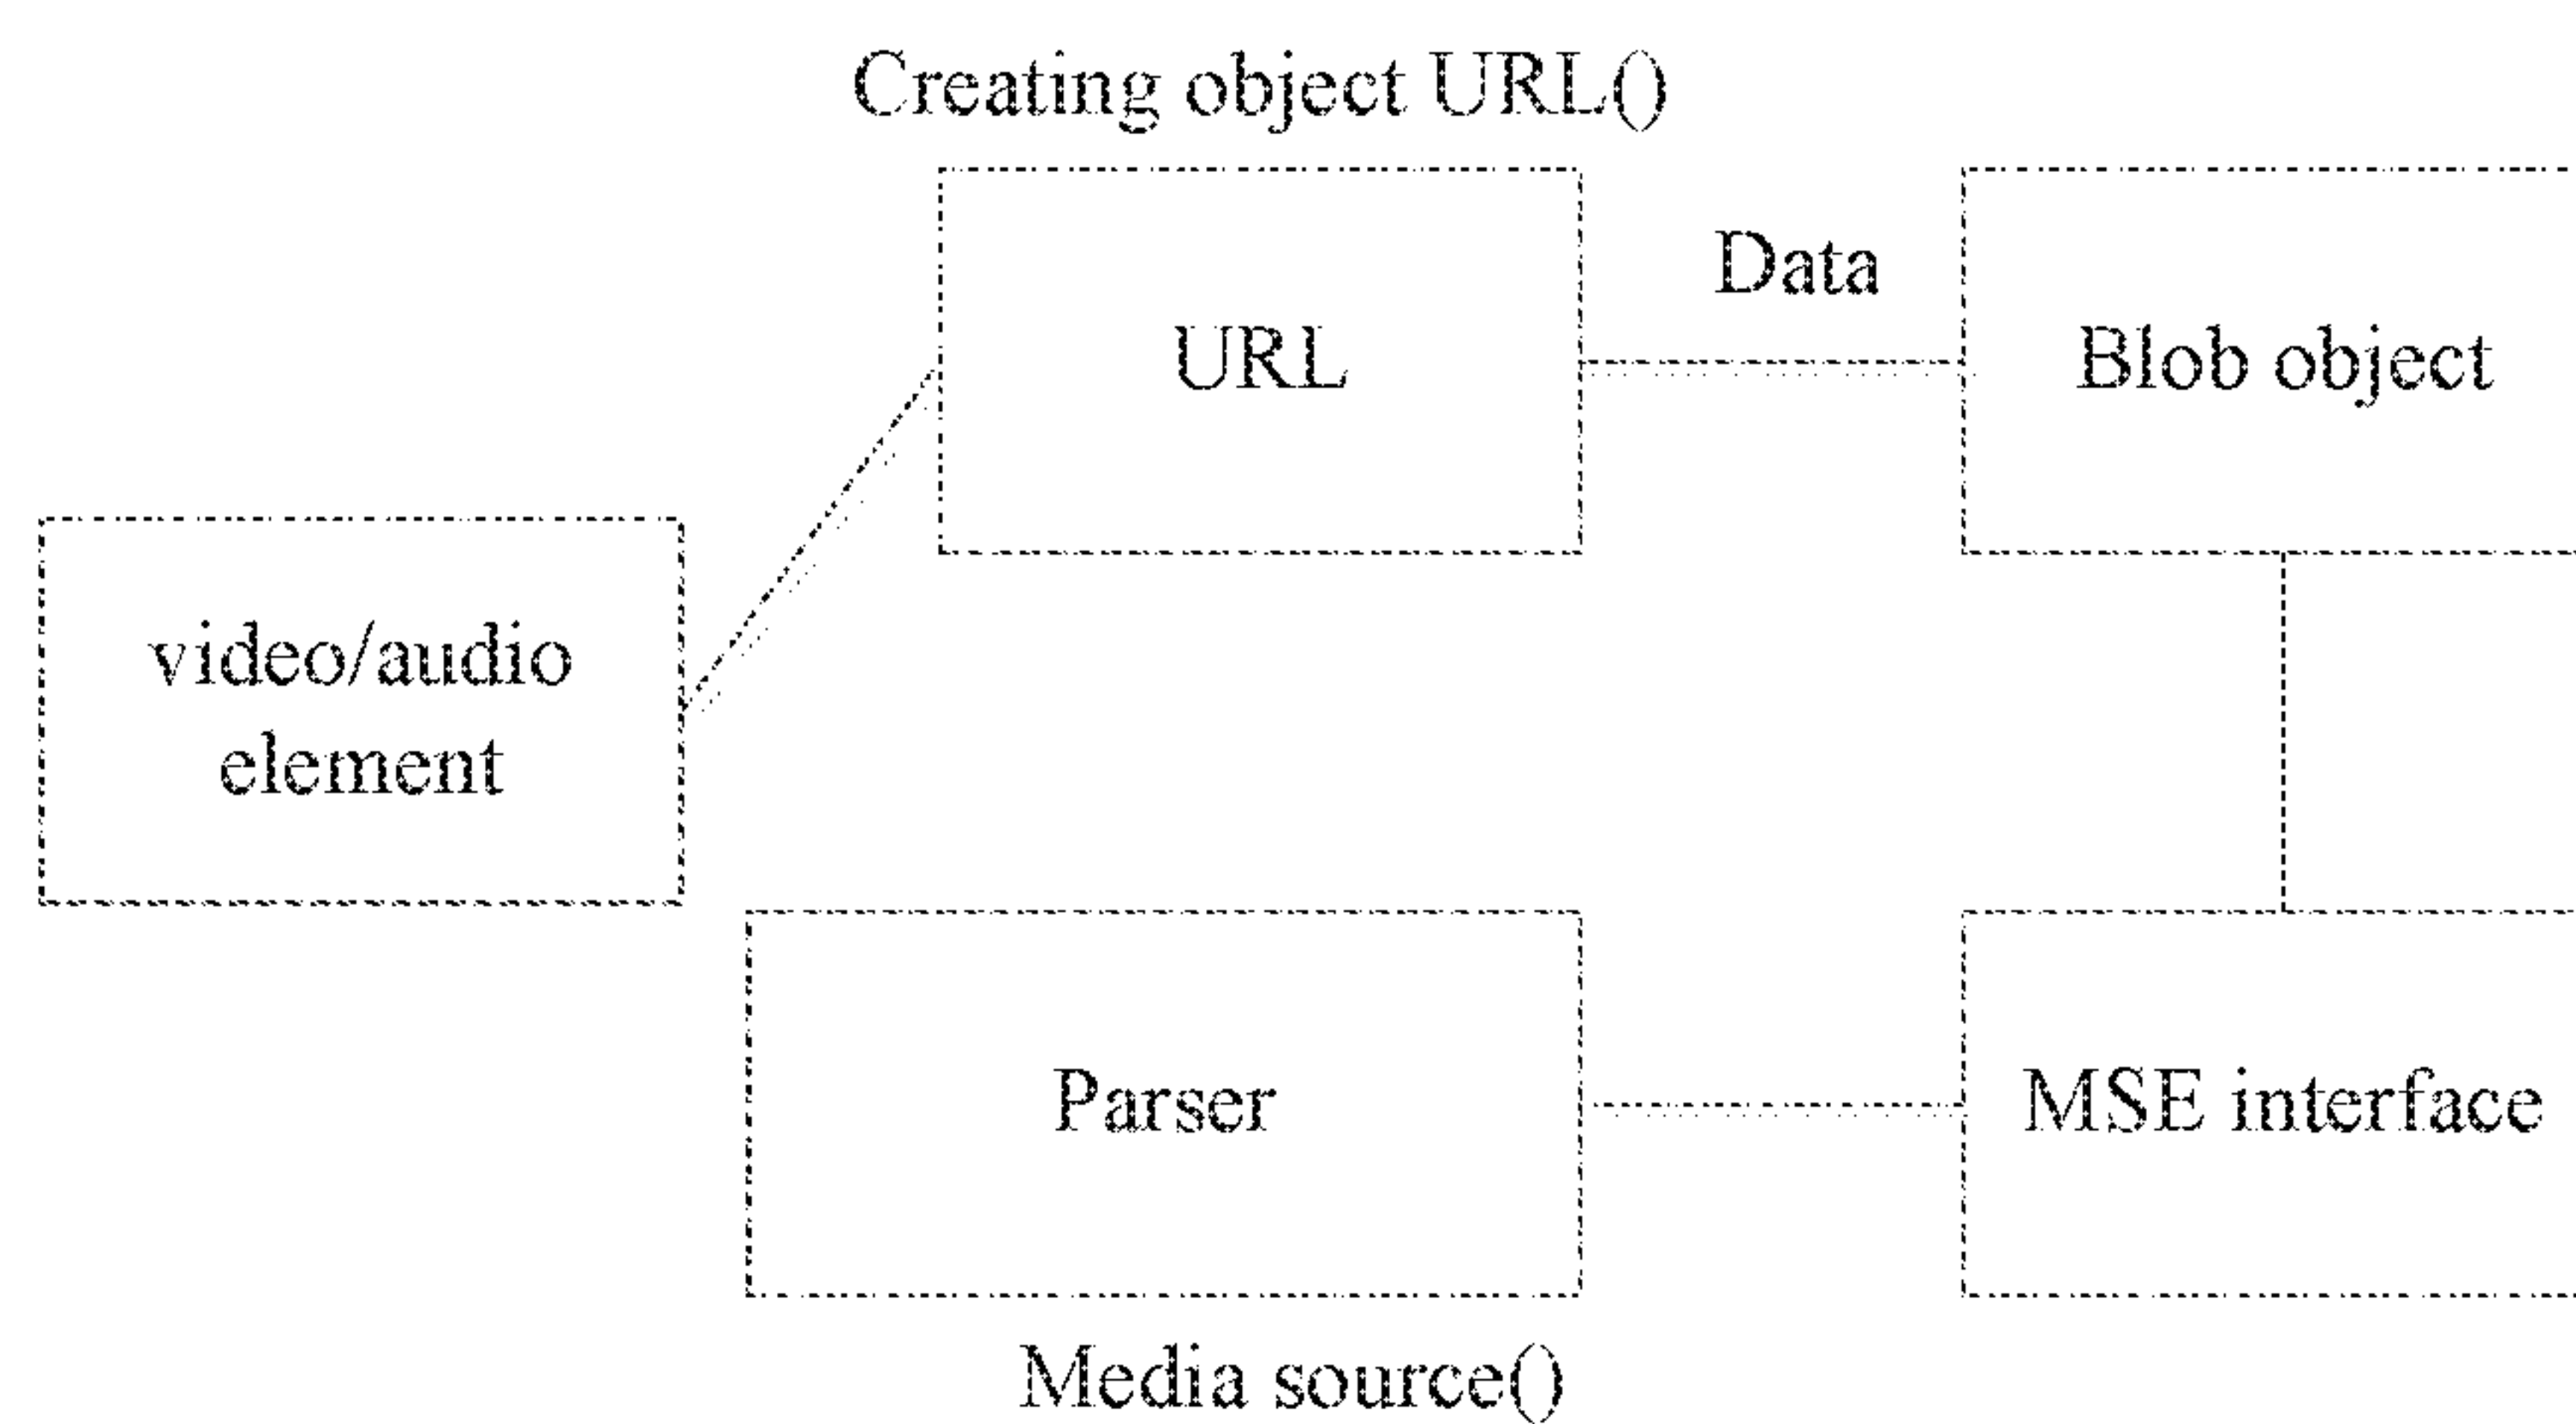 Creating object URL()
URL
Data
Blob object
video/audio
element
Parser
MSE interface
Media source()